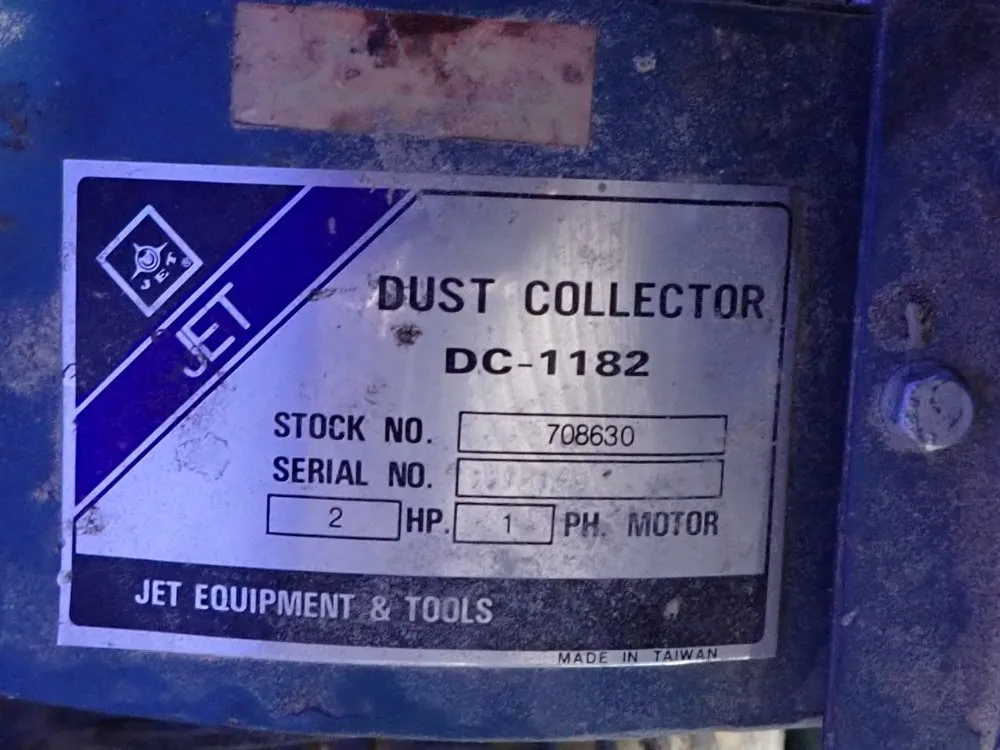 JET®
JET
DUST COLLECTOR
DC-1182
STOCK NO. 708630
SERIAL NO.
2 HP. 1 PH. MOTOR
JET EQUIPMENT & TOOLS
MADE IN TAIWAN